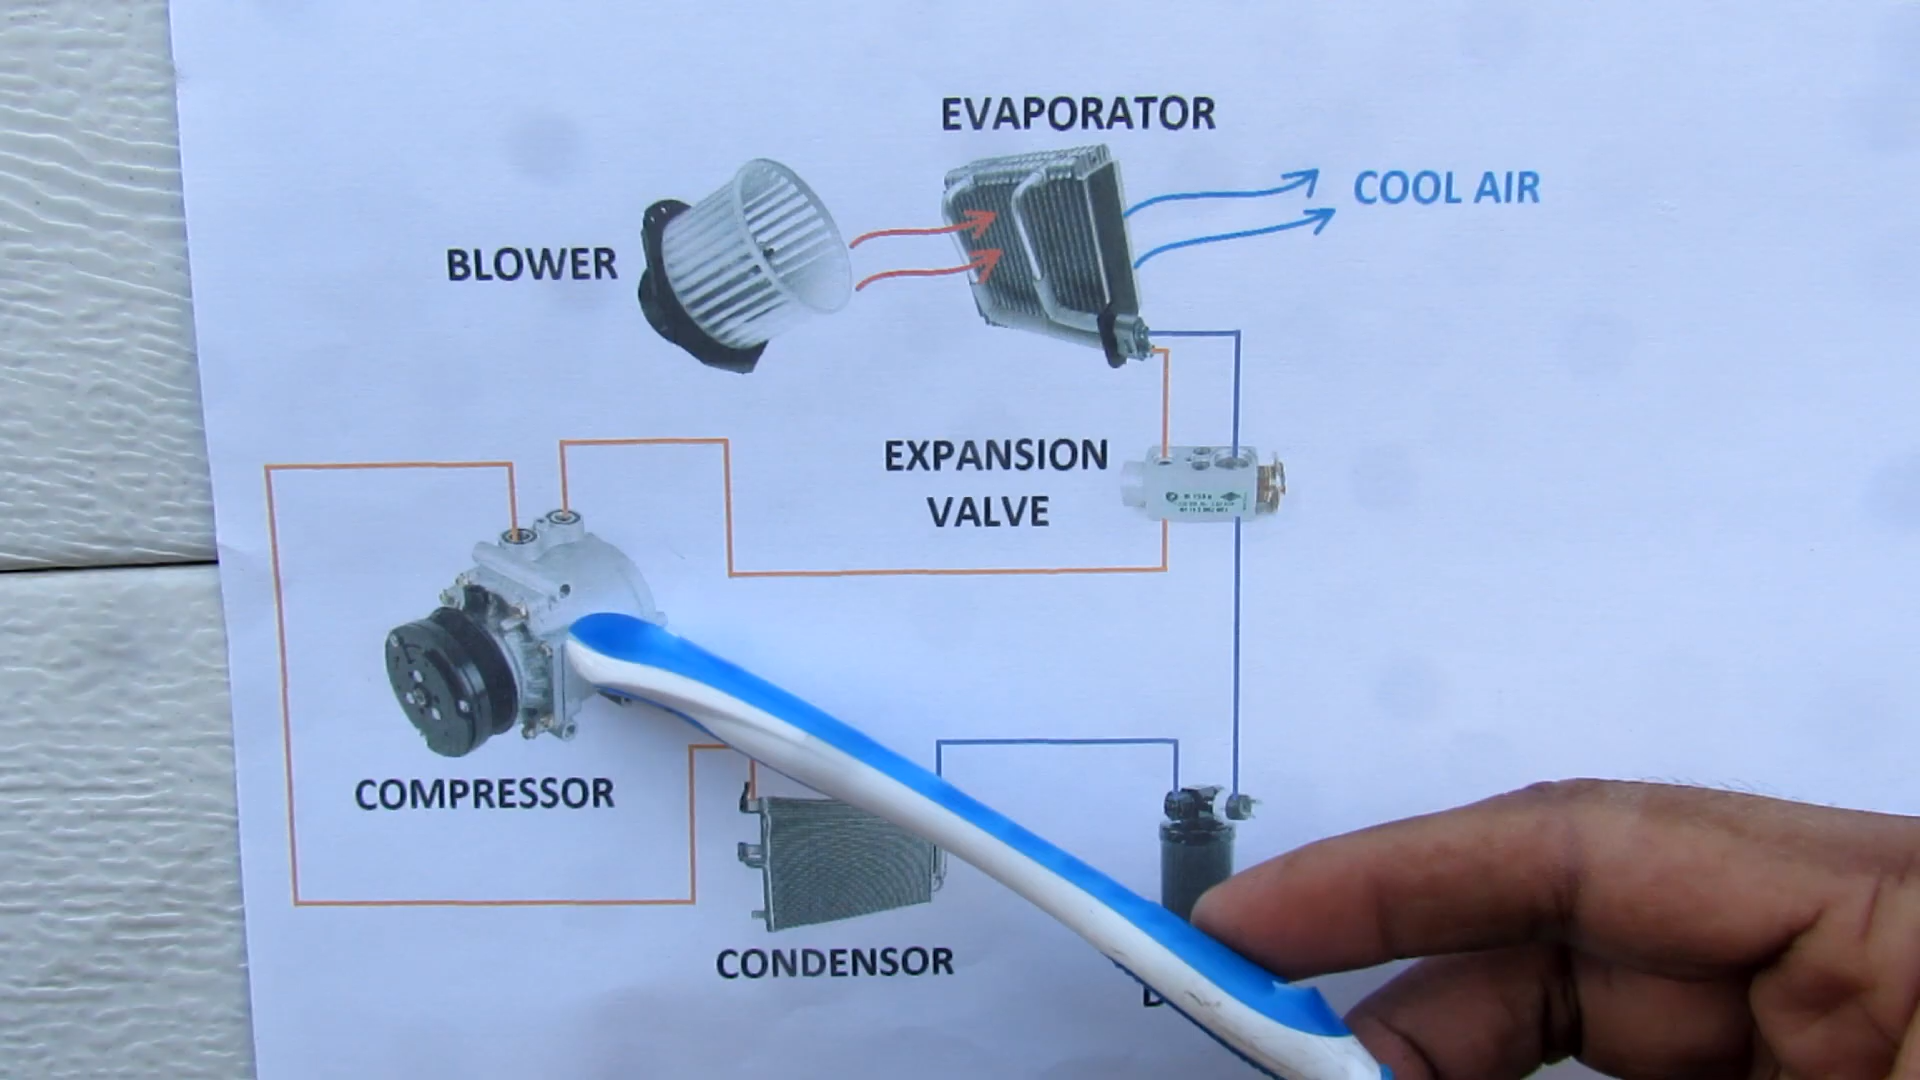 EVAPORATOR
COOL AIR
BLOWER
EXPANSION
VALVE
COMPRESSOR
CONDENSOR